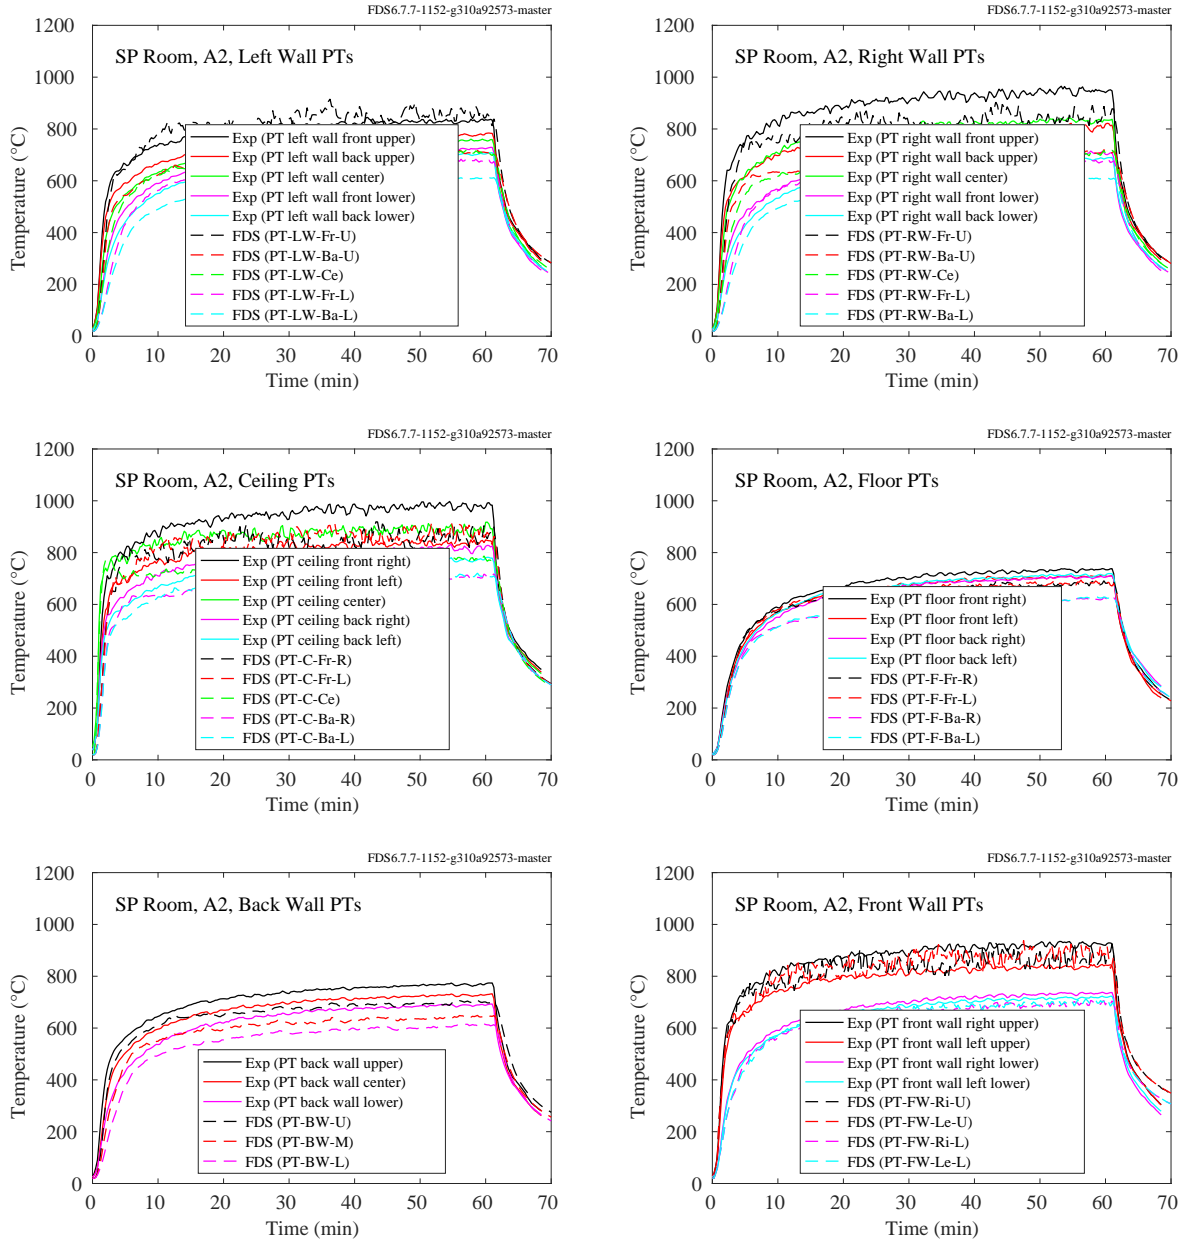 FDS6.7.7-1152-g310a92573-master
SP Room, A2, Left Wall PTs
Temperature (°C)
1200
1000
800
600
400
200
0
Exp (PT left wall front upper)
Exp (PT left wall back upper)
Exp (PT left wall center)
Exp (PT left wall front lower)
Exp (PT left wall back lower)
FDS (PT-LW-Fr-U)
FDS (PT-LW-Ba-U)
FDS (PT-LW-Ce)
FDS (PT-LW-Fr-L)
FDS (PT-LW-Ba-L)
0 10 20 30 40 50 60 70
Time (min)
FDS6.7.7-1152-g310a92573-master
SP Room, A2, Right Wall PTs
Temperature (°C)
1200
1000
800
600
400
200
0
Exp (PT right wall front upper)
Exp (PT right wall back upper)
Exp (PT right wall center)
Exp (PT right wall front lower)
Exp (PT right wall back lower)
FDS (PT-RW-Fr-U)
FDS (PT-RW-Ba-U)
FDS (PT-RW-Ce)
FDS (PT-RW-Fr-L)
FDS (PT-RW-Ba-L)
0 10 20 30 40 50 60 70
Time (min)
FDS6.7.7-1152-g310a92573-master
SP Room, A2, Ceiling PTs
Temperature (°C)
1200
1000
800
600
400
200
0
Exp (PT ceiling front right)
Exp (PT ceiling front left)
Exp (PT ceiling center)
Exp (PT ceiling back right)
Exp (PT ceiling back left)
FDS (PT-C-Fr-R)
FDS (PT-C-Fr-L)
FDS (PT-C-Ce)
FDS (PT-C-Ba-R)
FDS (PT-C-Ba-L)
0 10 20 30 40 50 60 70
Time (min)
FDS6.7.7-1152-g310a92573-master
SP Room, A2, Floor PTs
Temperature (°C)
1200
1000
800
600
400
200
0
Exp (PT floor front right)
Exp (PT floor front left)
Exp (PT floor back right)
Exp (PT floor back left)
FDS (PT-F-Fr-R)
FDS (PT-F-Fr-L)
FDS (PT-F-Ba-R)
FDS (PT-F-Ba-L)
0 10 20 30 40 50 60 70
Time (min)
FDS6.7.7-1152-g310a92573-master
SP Room, A2, Back Wall PTs
Temperature (°C)
1200
1000
800
600
400
200
0
Exp (PT back wall upper)
Exp (PT back wall center)
Exp (PT back wall lower)
FDS (PT-BW-U)
FDS (PT-BW-M)
FDS (PT-BW-L)
0 10 20 30 40 50 60 70
Time (min)
FDS6.7.7-1152-g310a92573-master
SP Room, A2, Front Wall PTs
Temperature (°C)
1200
1000
800
600
400
200
0
Exp (PT front wall right upper)
Exp (PT front wall left upper)
Exp (PT front wall right lower)
Exp (PT front wall left lower)
FDS (PT-FW-Ri-U)
FDS (PT-FW-Le-U)
FDS (PT-FW-Ri-L)
FDS (PT-FW-Le-L)
0 10 20 30 40 50 60 70
Time (min)